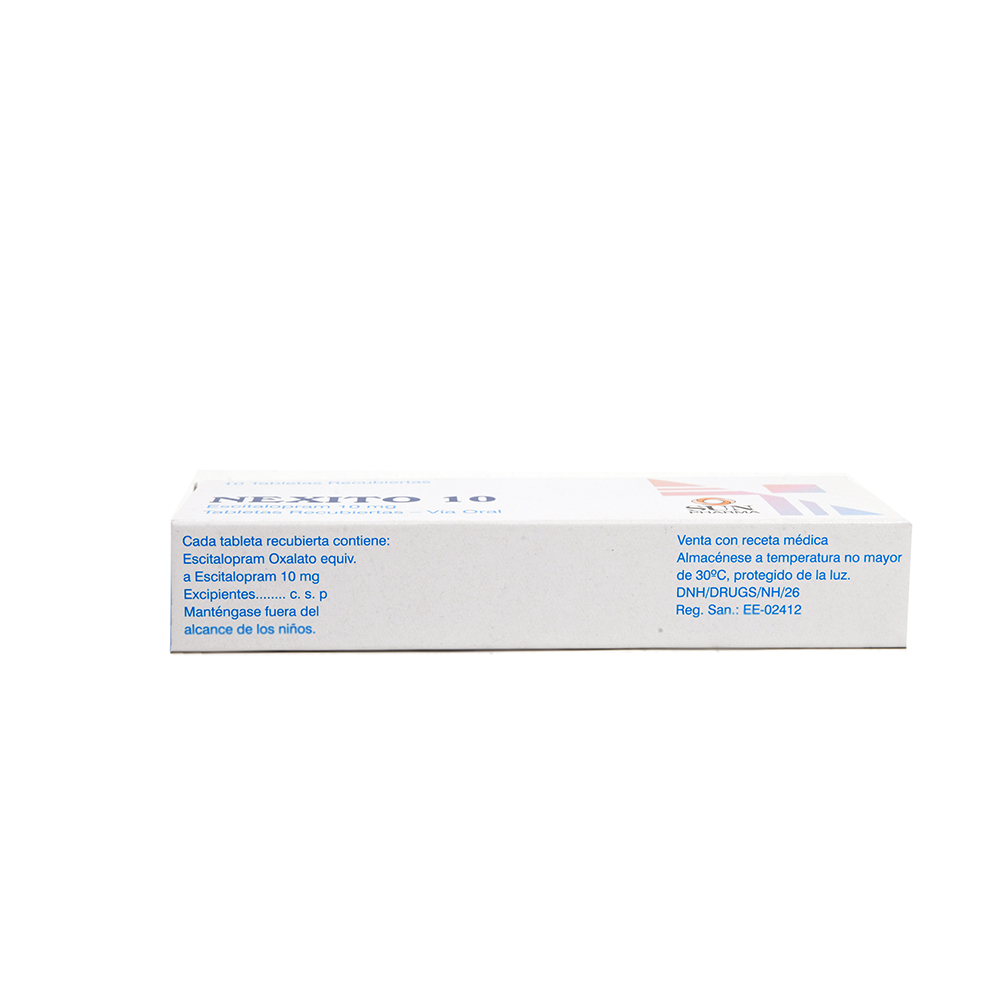 10 Tabletas Recubiertas
NEXITO 10
Escitalopram 10 mg
Tabletas Recubiertas – Vía Oral
SUN
PHARMA
Cada tableta recubierta contiene:
Escitalopram Oxalato equiv.
a Escitalopram 10 mg
Excipientes........ c. s. p
Manténgase fuera del
alcance de los niños.
Venta con receta médica
Almacénese a temperatura no mayor
de 30ºC, protegido de la luz.
DNH/DRUGS/NH/26
Reg. San.: EE-02412